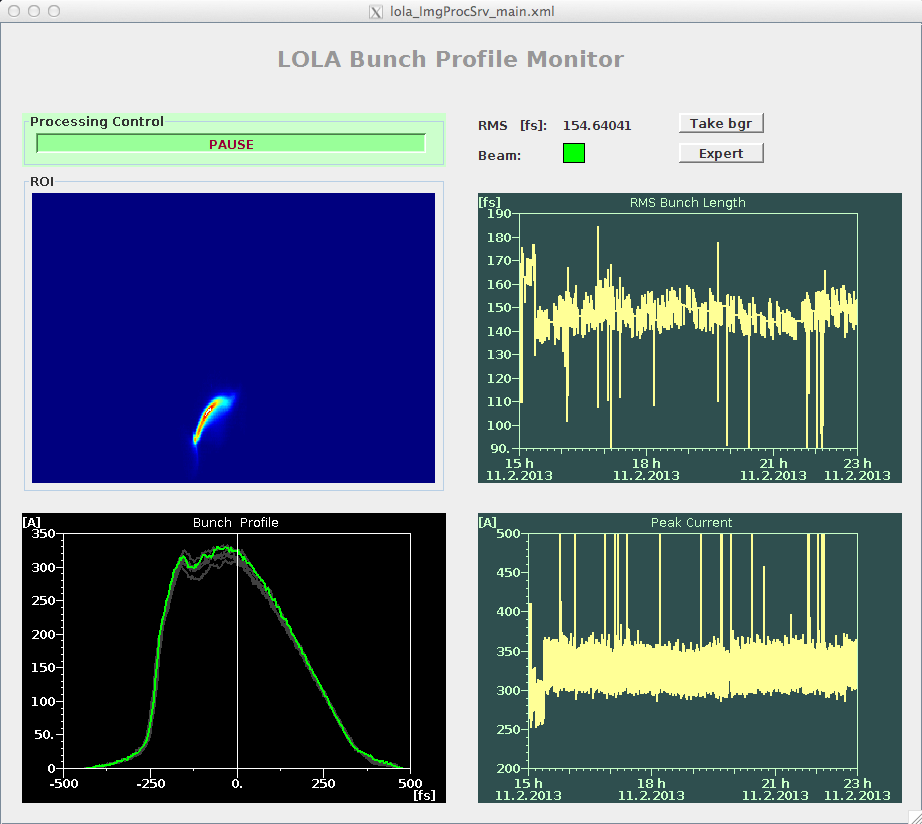 lola_ImgProcSrv_main.xml
LOLA Bunch Profile Monitor
Processing Control
PAUSE
RMS [fs]: 154.64041
Take bgr
Beam:
Expert
ROI
[fs]
RMS Bunch Length
190
180
170
160
150
140
130
120
110
100
90.
15 h 18 h 21 h 23 h
11.2.2013 11.2.2013 11.2.2013 11.2.2013
[A]
Bunch Profile
350
300
250
200
150
100
50.
0
-500 -250 0. 250 500
[fs]
[A]
Peak Current
500
450
400
350
300
250
200
15 h 18 h 21 h 23 h
11.2.2013 11.2.2013 11.2.2013 11.2.2013